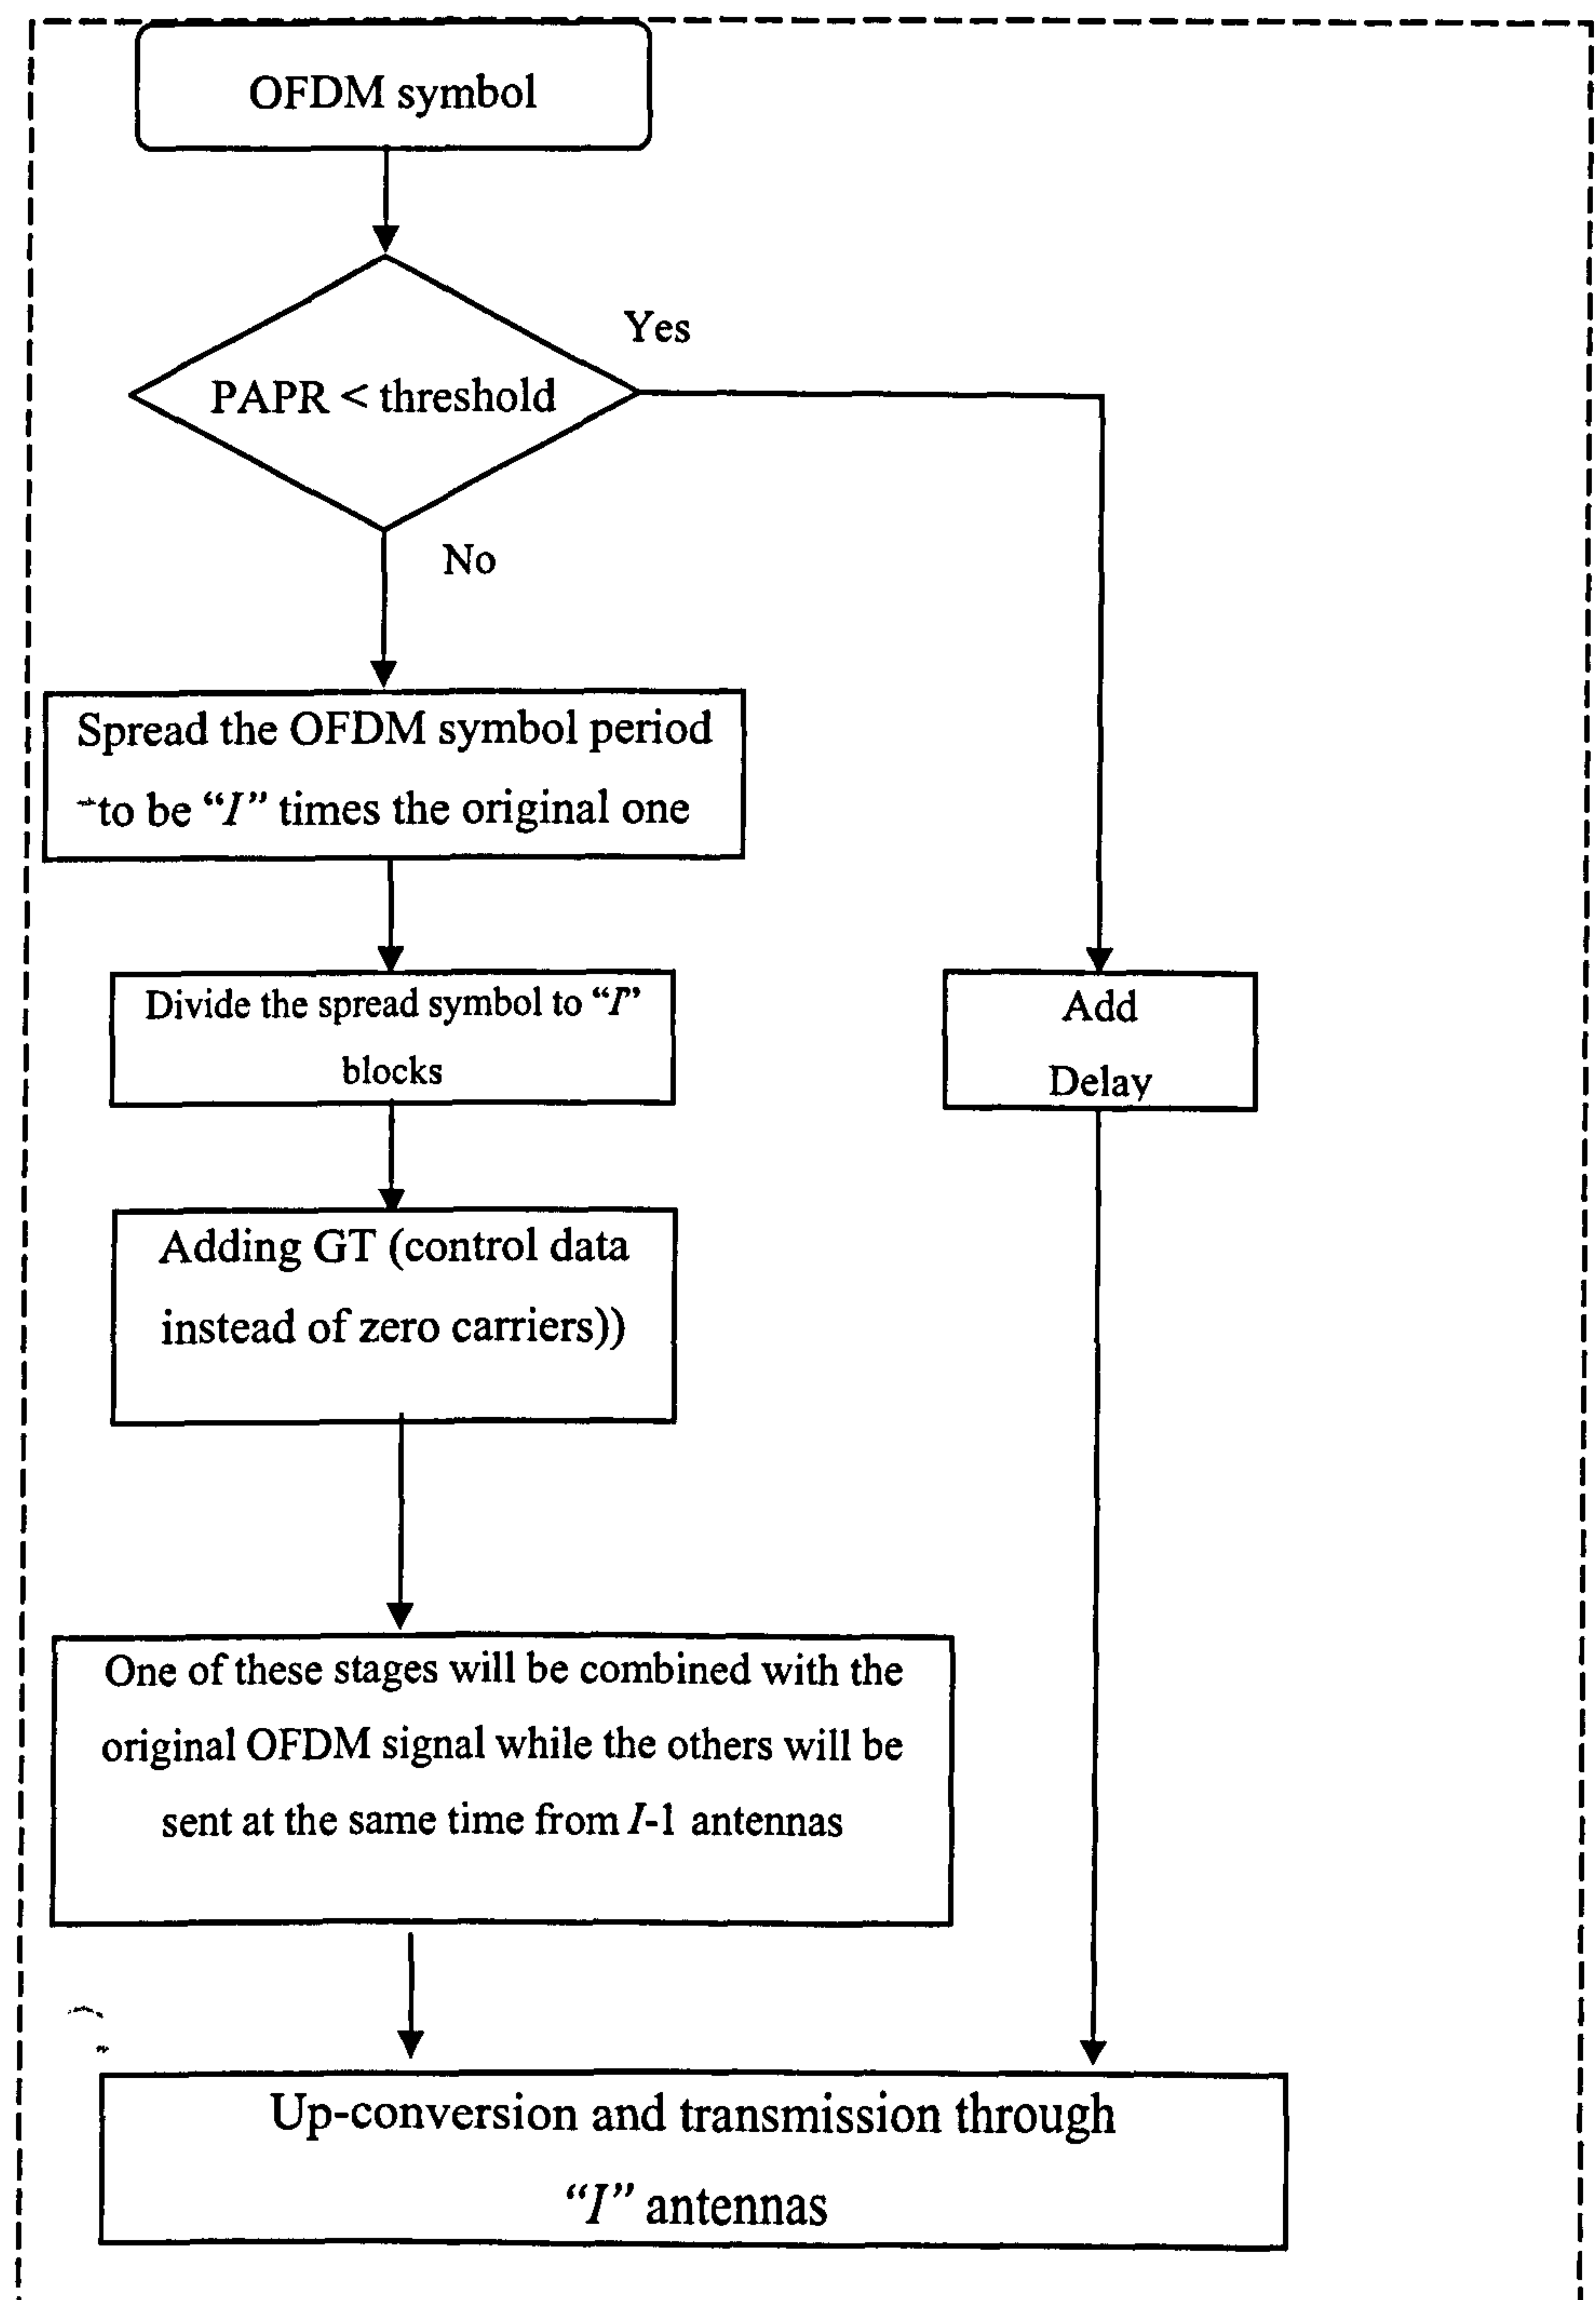 OFDM symbol
Yes
PAPR < threshold
No
Spread the OFDM symbol period
to be “I” times the original one
Divide the spread symbol to “I”
blocks
Add
Delay
Adding GT (control data
instead of zero carriers))
One of these stages will be combined with the
original OFDM signal while the others will be
sent at the same time from I-1 antennas
Up-conversion and transmission through
“I” antennas